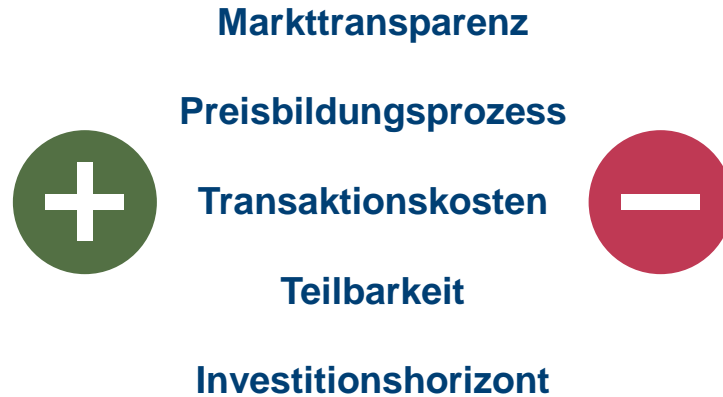 Markttransparenz
Preisbildungsprozess
Transaktionskosten
Teilbarkeit
Investitionshorizont